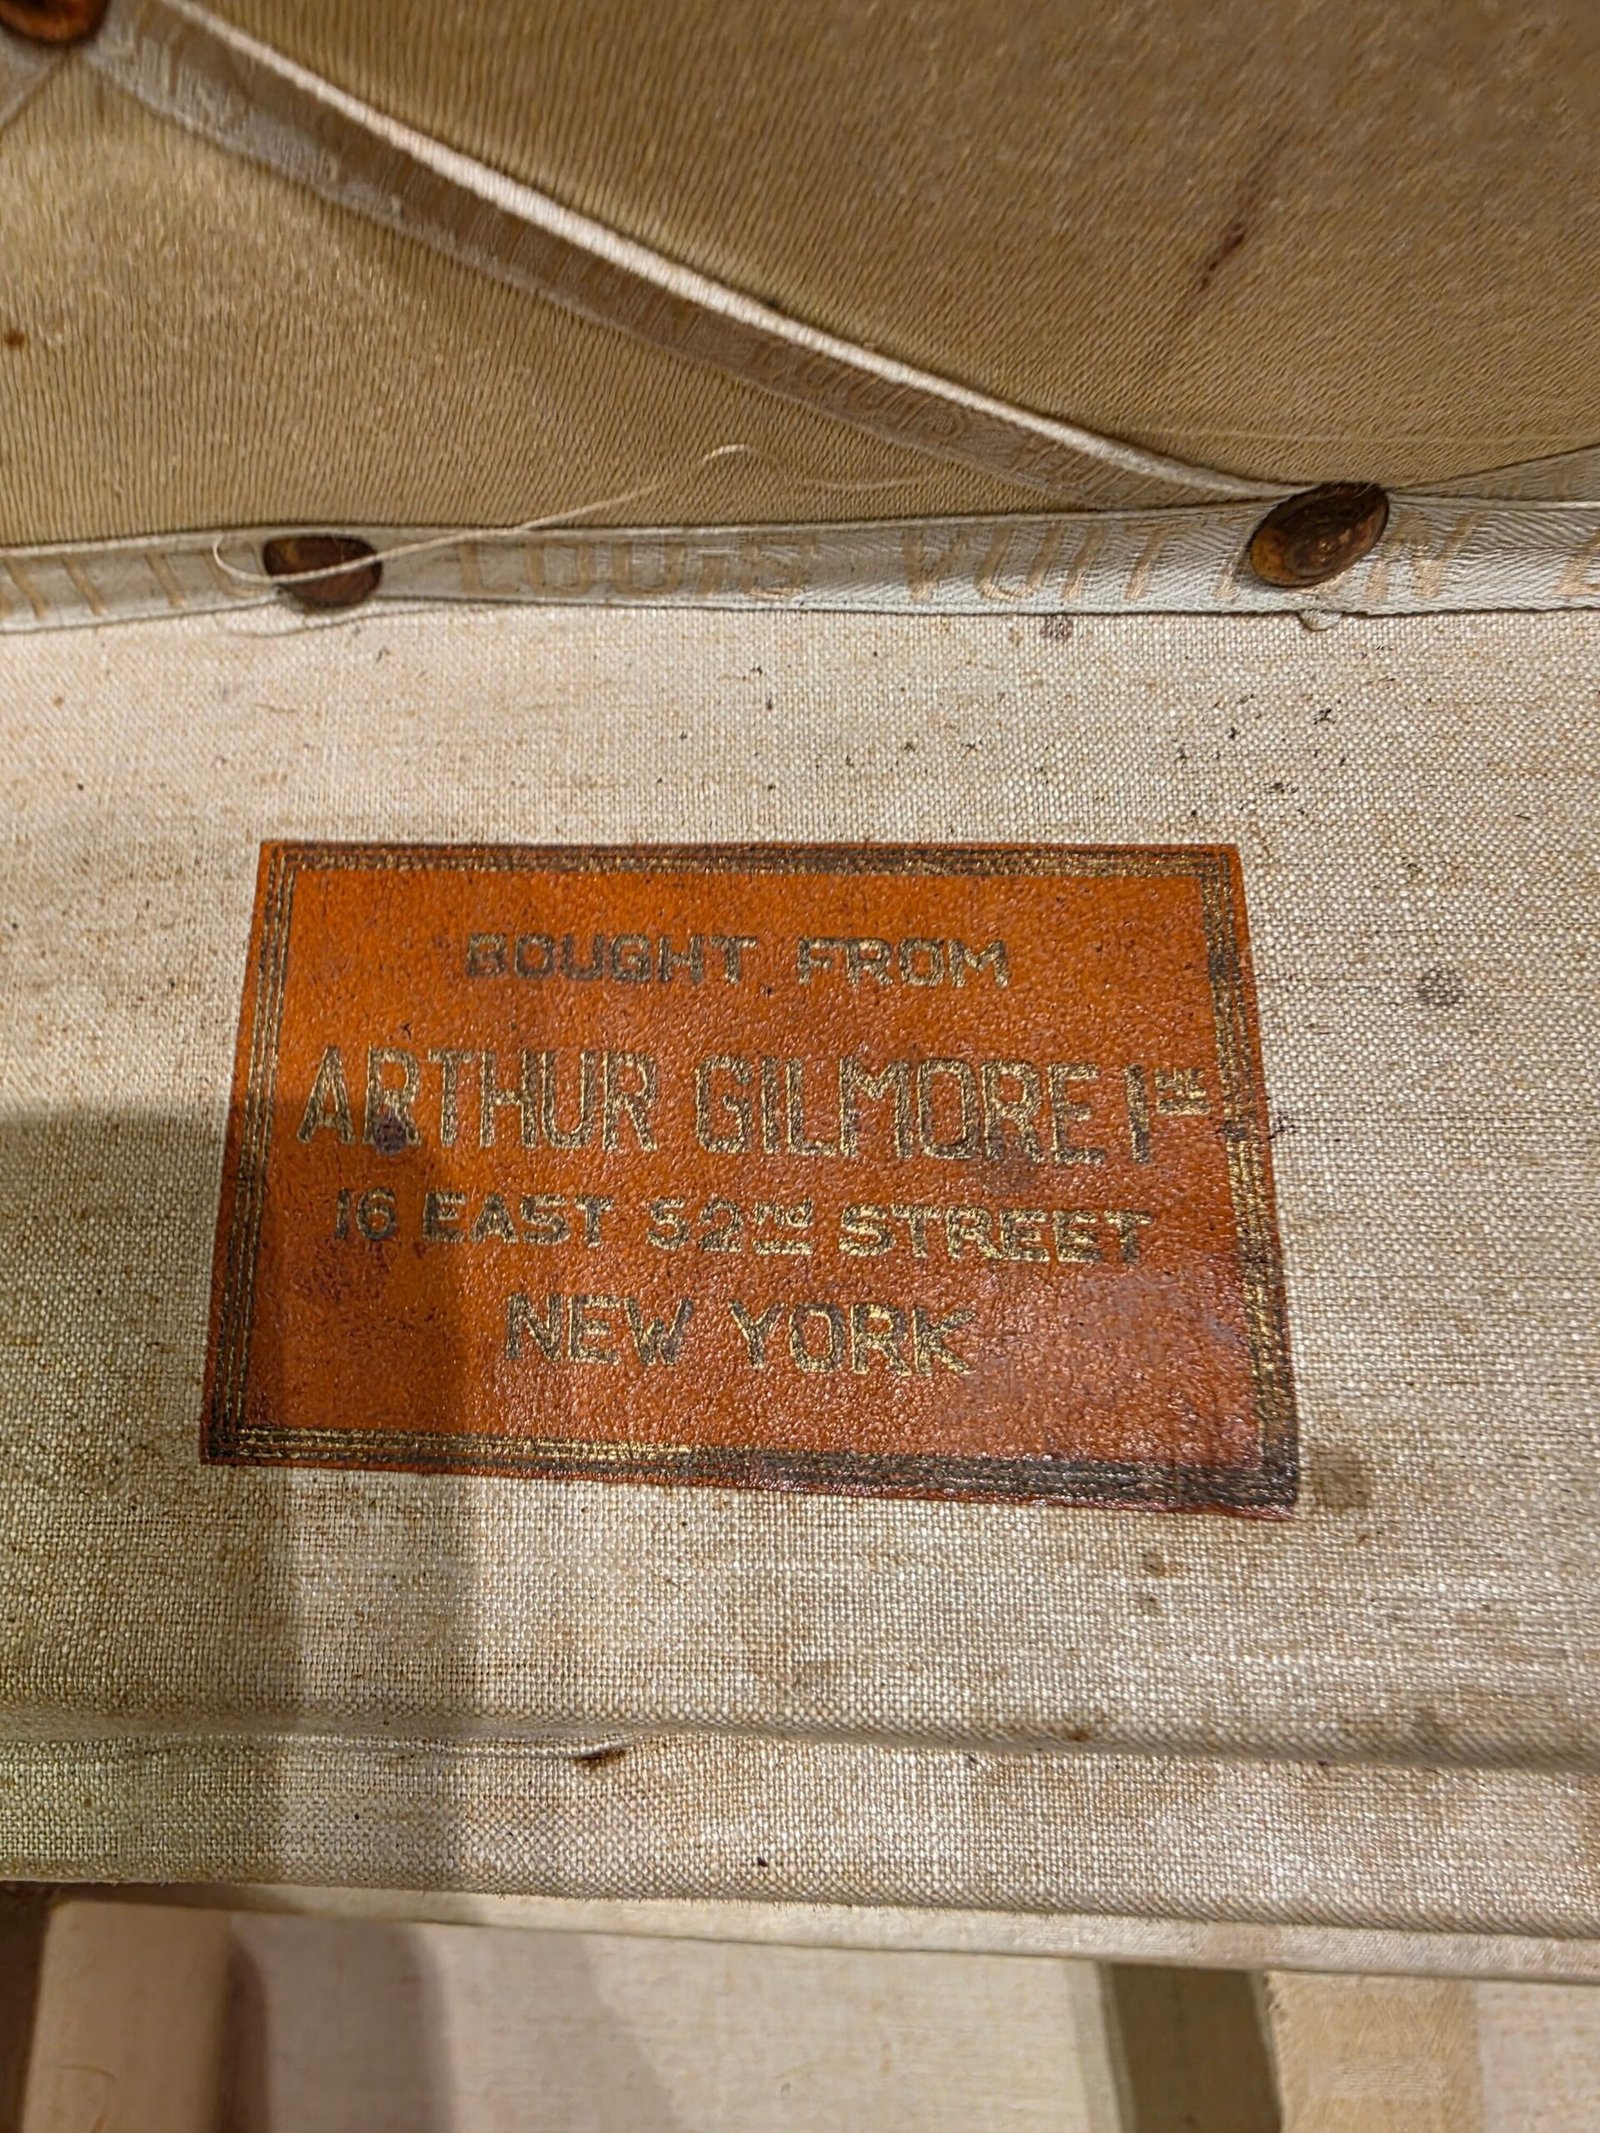 LOUIS VUITTON L
BOUGHT FROM
ARTHUR GILMORE INC
16 EAST 52nd STREET
NEW YORK